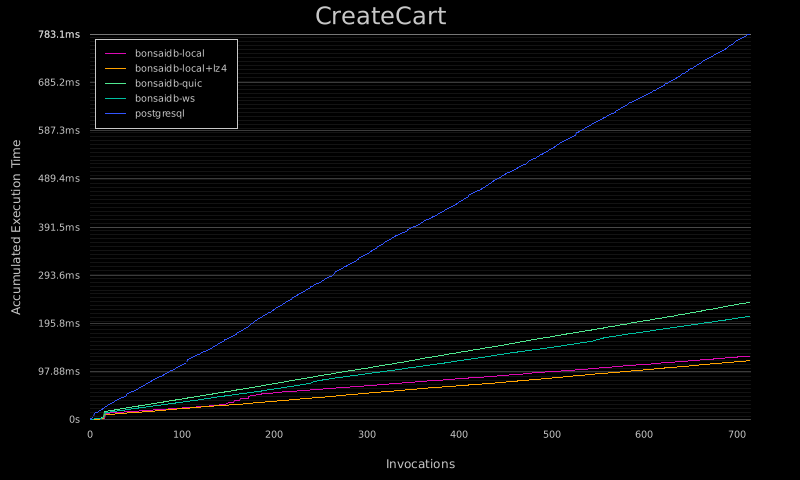 CreateCart
783.1ms
685.2ms
587.3ms
489.4ms
391.5ms
293.6ms
195.8ms
97.88ms
0s
Accumulated Execution Time
bonsaidb-local
bonsaidb-local+lz4
bonsaidb-quic
bonsaidb-ws
postgresql
0 100 200 300 400 500 600 700
Invocations